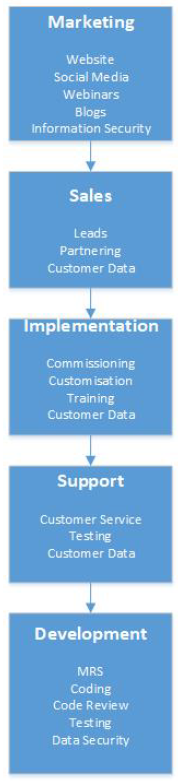 Marketing
Website
Social Media
Webinars
Blogs
Information Security
Sales
Leads
Partnering
Customer Data
Implementation
Commissioning
Customisation
Training
Customer Data
Support
Customer Service
Testing
Customer Data
Development
MRS
Coding
Code Review
Testing
Data Security